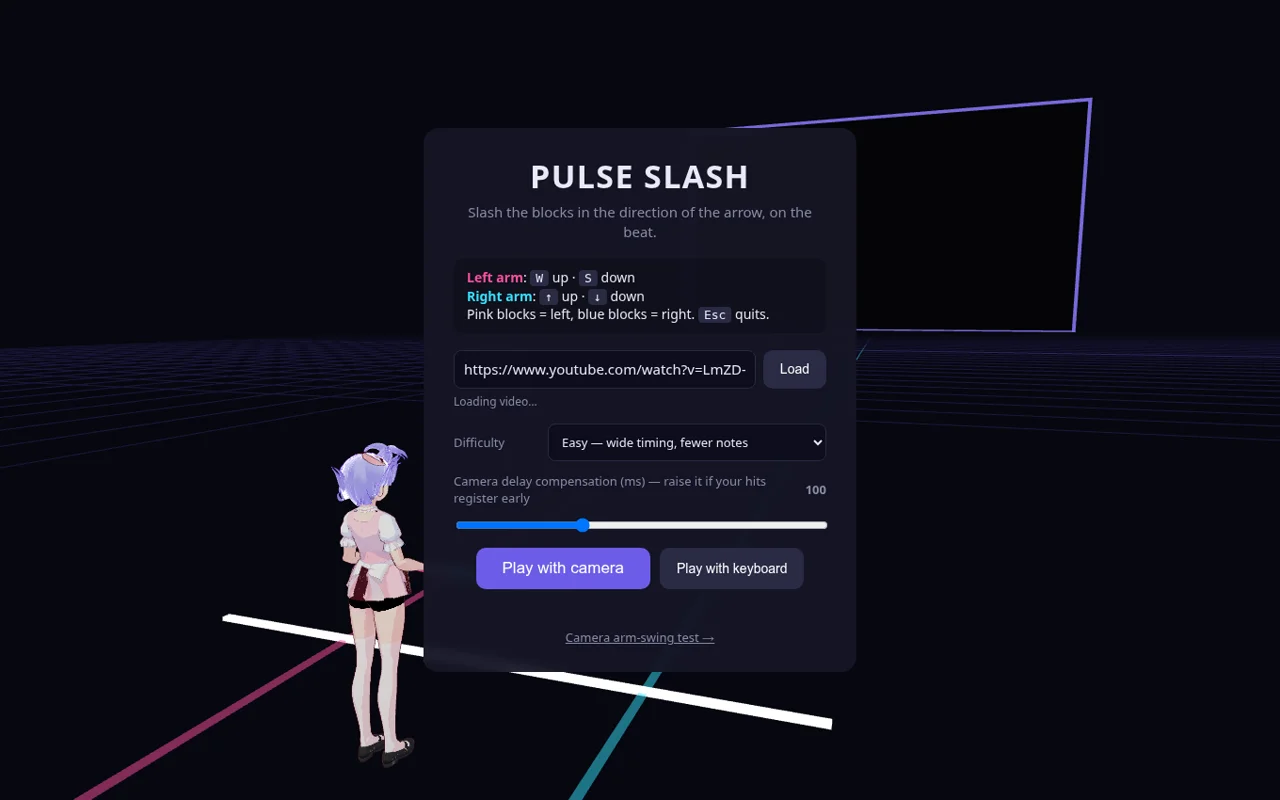 PULSE SLASH
Slash the blocks in the direction of the arrow, on the
beat.
Left arm: W up · S down
Right arm: ↑ up · ↓ down
Pink blocks = left, blue blocks = right. Esc quits.
https://www.youtube.com/watch?v=LmZD-
Load
Loading video...
Difficulty
Easy — wide timing, fewer notes
Camera delay compensation (ms) — raise it if your hits
register early
100
Play with camera
Play with keyboard
Camera arm-swing test →